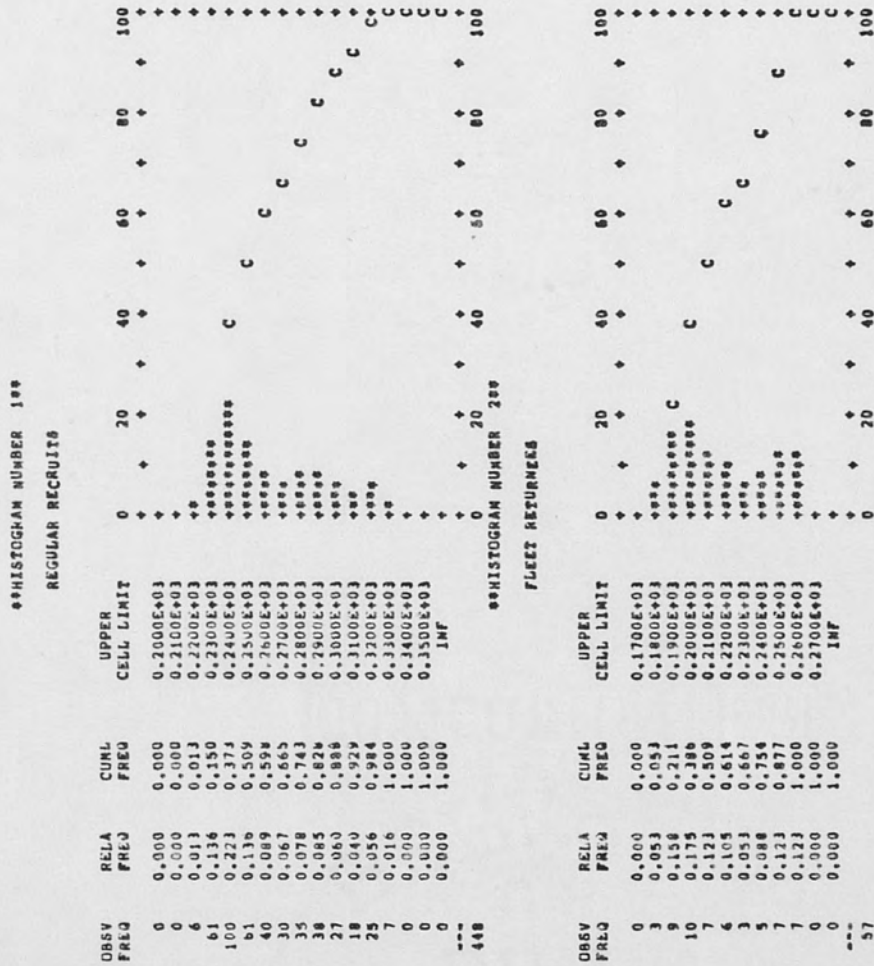 **HISTOGRAM NUMBER 1**
REGULAR RECRUITS
OBSV RELA CUML UPPER
FREQ FREQ FREQ CELL LIMIT 0 20 40 60 80 100
0 0.000 0.000 0.2000E+03
0 0.000 0.000 0.2100E+03
6 0.013 0.013 0.2200E+03
61 0.136 0.150 0.2300E+03
100 0.223 0.373 0.2400E+03 C
61 0.136 0.509 0.2500E+03 C
40 0.089 0.598 0.2600E+03 C
30 0.067 0.665 0.2700E+03 C
35 0.078 0.743 0.2800E+03 C
38 0.085 0.828 0.2900E+03 C
27 0.060 0.888 0.3000E+03 C
18 0.040 0.929 0.3100E+03 C
25 0.056 0.984 0.3200E+03 C
7 0.016 1.000 0.3300E+03 C
0 0.000 1.000 0.3400E+03 C
0 0.000 1.000 0.3500E+03 C
0 0.000 1.000 INF C
---
448 0 20 40 60 80 100
**HISTOGRAM NUMBER 2**
FLEET RETURNEES
OBSV RELA CUML UPPER
FREQ FREQ FREQ CELL LIMIT 0 20 40 60 80 100
0 0.000 0.000 0.1700E+03
3 0.053 0.053 0.1800E+03
9 0.158 0.211 0.1900E+03 C
10 0.175 0.386 0.2000E+03 C
7 0.123 0.509 0.2100E+03 C
6 0.105 0.614 0.2200E+03 C
3 0.053 0.667 0.2300E+03 C
5 0.088 0.754 0.2400E+03 C
7 0.123 0.877 0.2500E+03 C
7 0.123 1.000 0.2600E+03 C
0 0.000 1.000 0.2700E+03 C
0 0.000 1.000 INF C
---
57 0 20 40 60 80 100